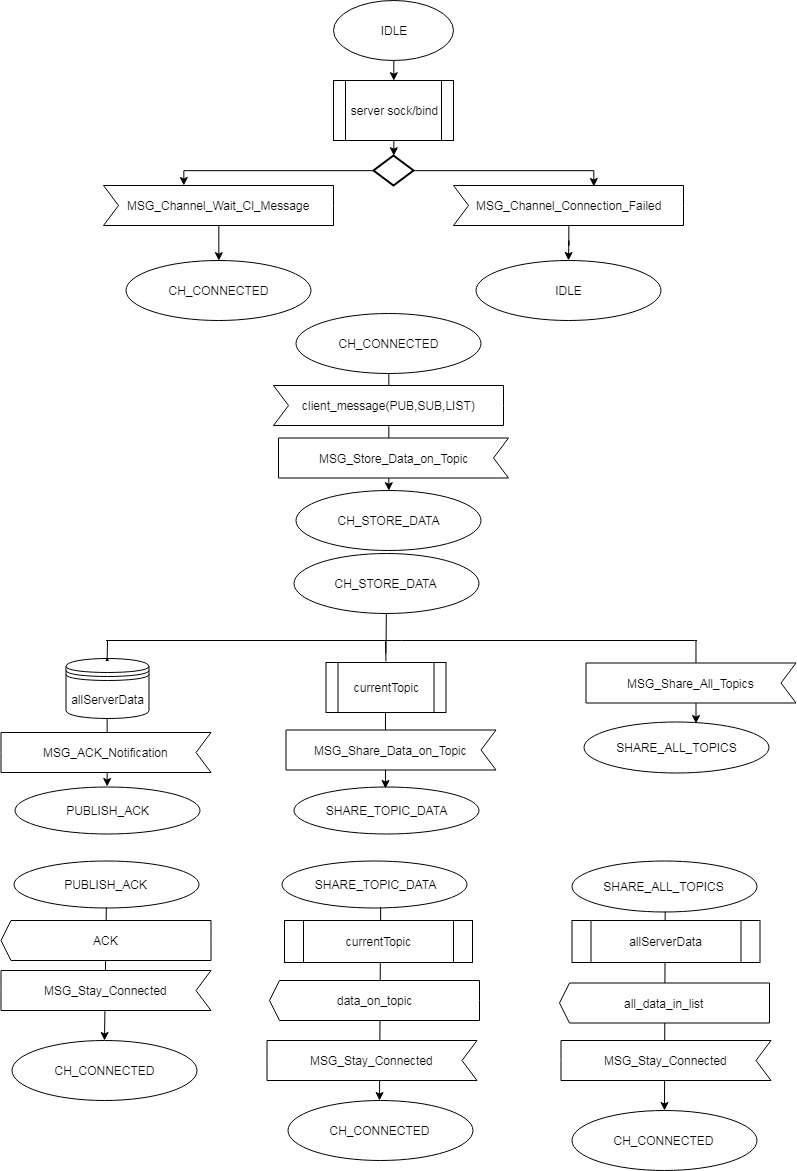 IDLE
server sock/bind
MSG_Channel_Wait_Cl_Message
MSG_Channel_Connection_Failed
CH_CONNECTED
IDLE
CH_CONNECTED
client_message(PUB,SUB,LIST)
MSG_Store_Data_on_Topic
CH_STORE_DATA
CH_STORE_DATA
allServerData
currentTopic
MSG_Share_All_Topics
MSG_ACK_Notification
MSG_Share_Data_on_Topic
SHARE_ALL_TOPICS
PUBLISH_ACK
SHARE_TOPIC_DATA
PUBLISH_ACK
SHARE_TOPIC_DATA
SHARE_ALL_TOPICS
ACK
currentTopic
allServerData
MSG_Stay_Connected
data_on_topic
all_data_in_list
CH_CONNECTED
MSG_Stay_Connected
MSG_Stay_Connected
CH_CONNECTED
CH_CONNECTED